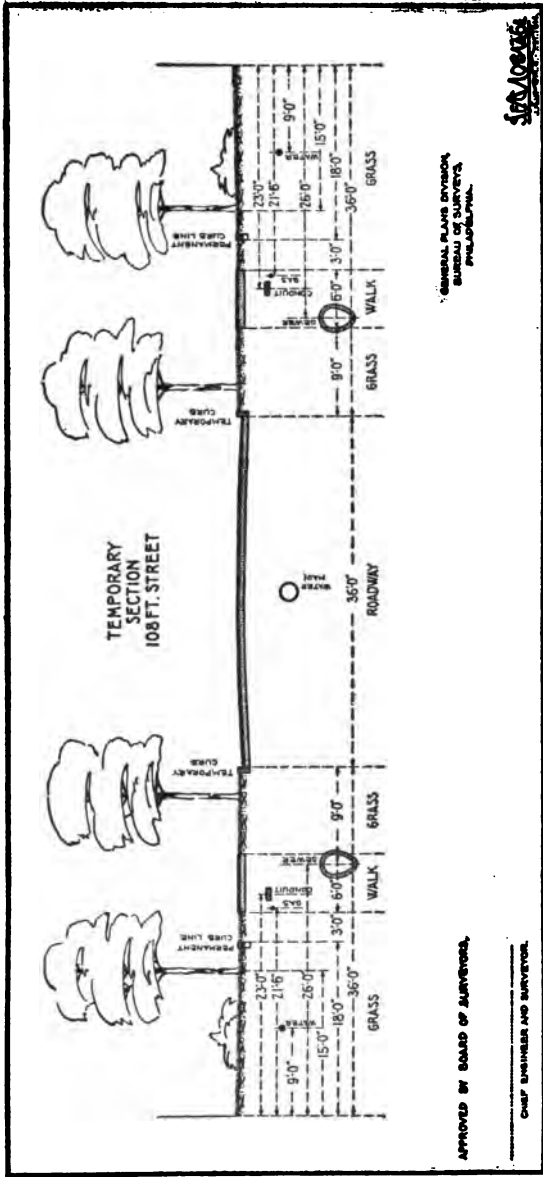 TEMPORARY
SECTION
108 FT. STREET
PERMANENT
CURB LINE
TEMPORARY
CURB
TEMPORARY
CURB
PERMANENT
CURB LINE
23'-0"
21'-6"
9'-0"
WATER
26'-0"
15'-0"
18'-0"
36'-0"
GAS
CONDUIT
SEWER
3'-0"
6'-0"
9'-0"
GRASS
WALK
GRASS
WATER
MAIN
36'-0"
ROADWAY
SEWER
CONDUIT
GAS
9'-0"
6'-0"
3'-0"
23'-0"
21'-6"
9'-0"
WATER
26'-0"
15'-0"
18'-0"
36'-0"
GRASS
WALK
GRASS
APPROVED BY BOARD OF SURVEYORS,
CHIEF ENGINEER AND SURVEYOR.
GENERAL PLANS DIVISION,
BUREAU OF SURVEYS,
PHILADELPHIA.